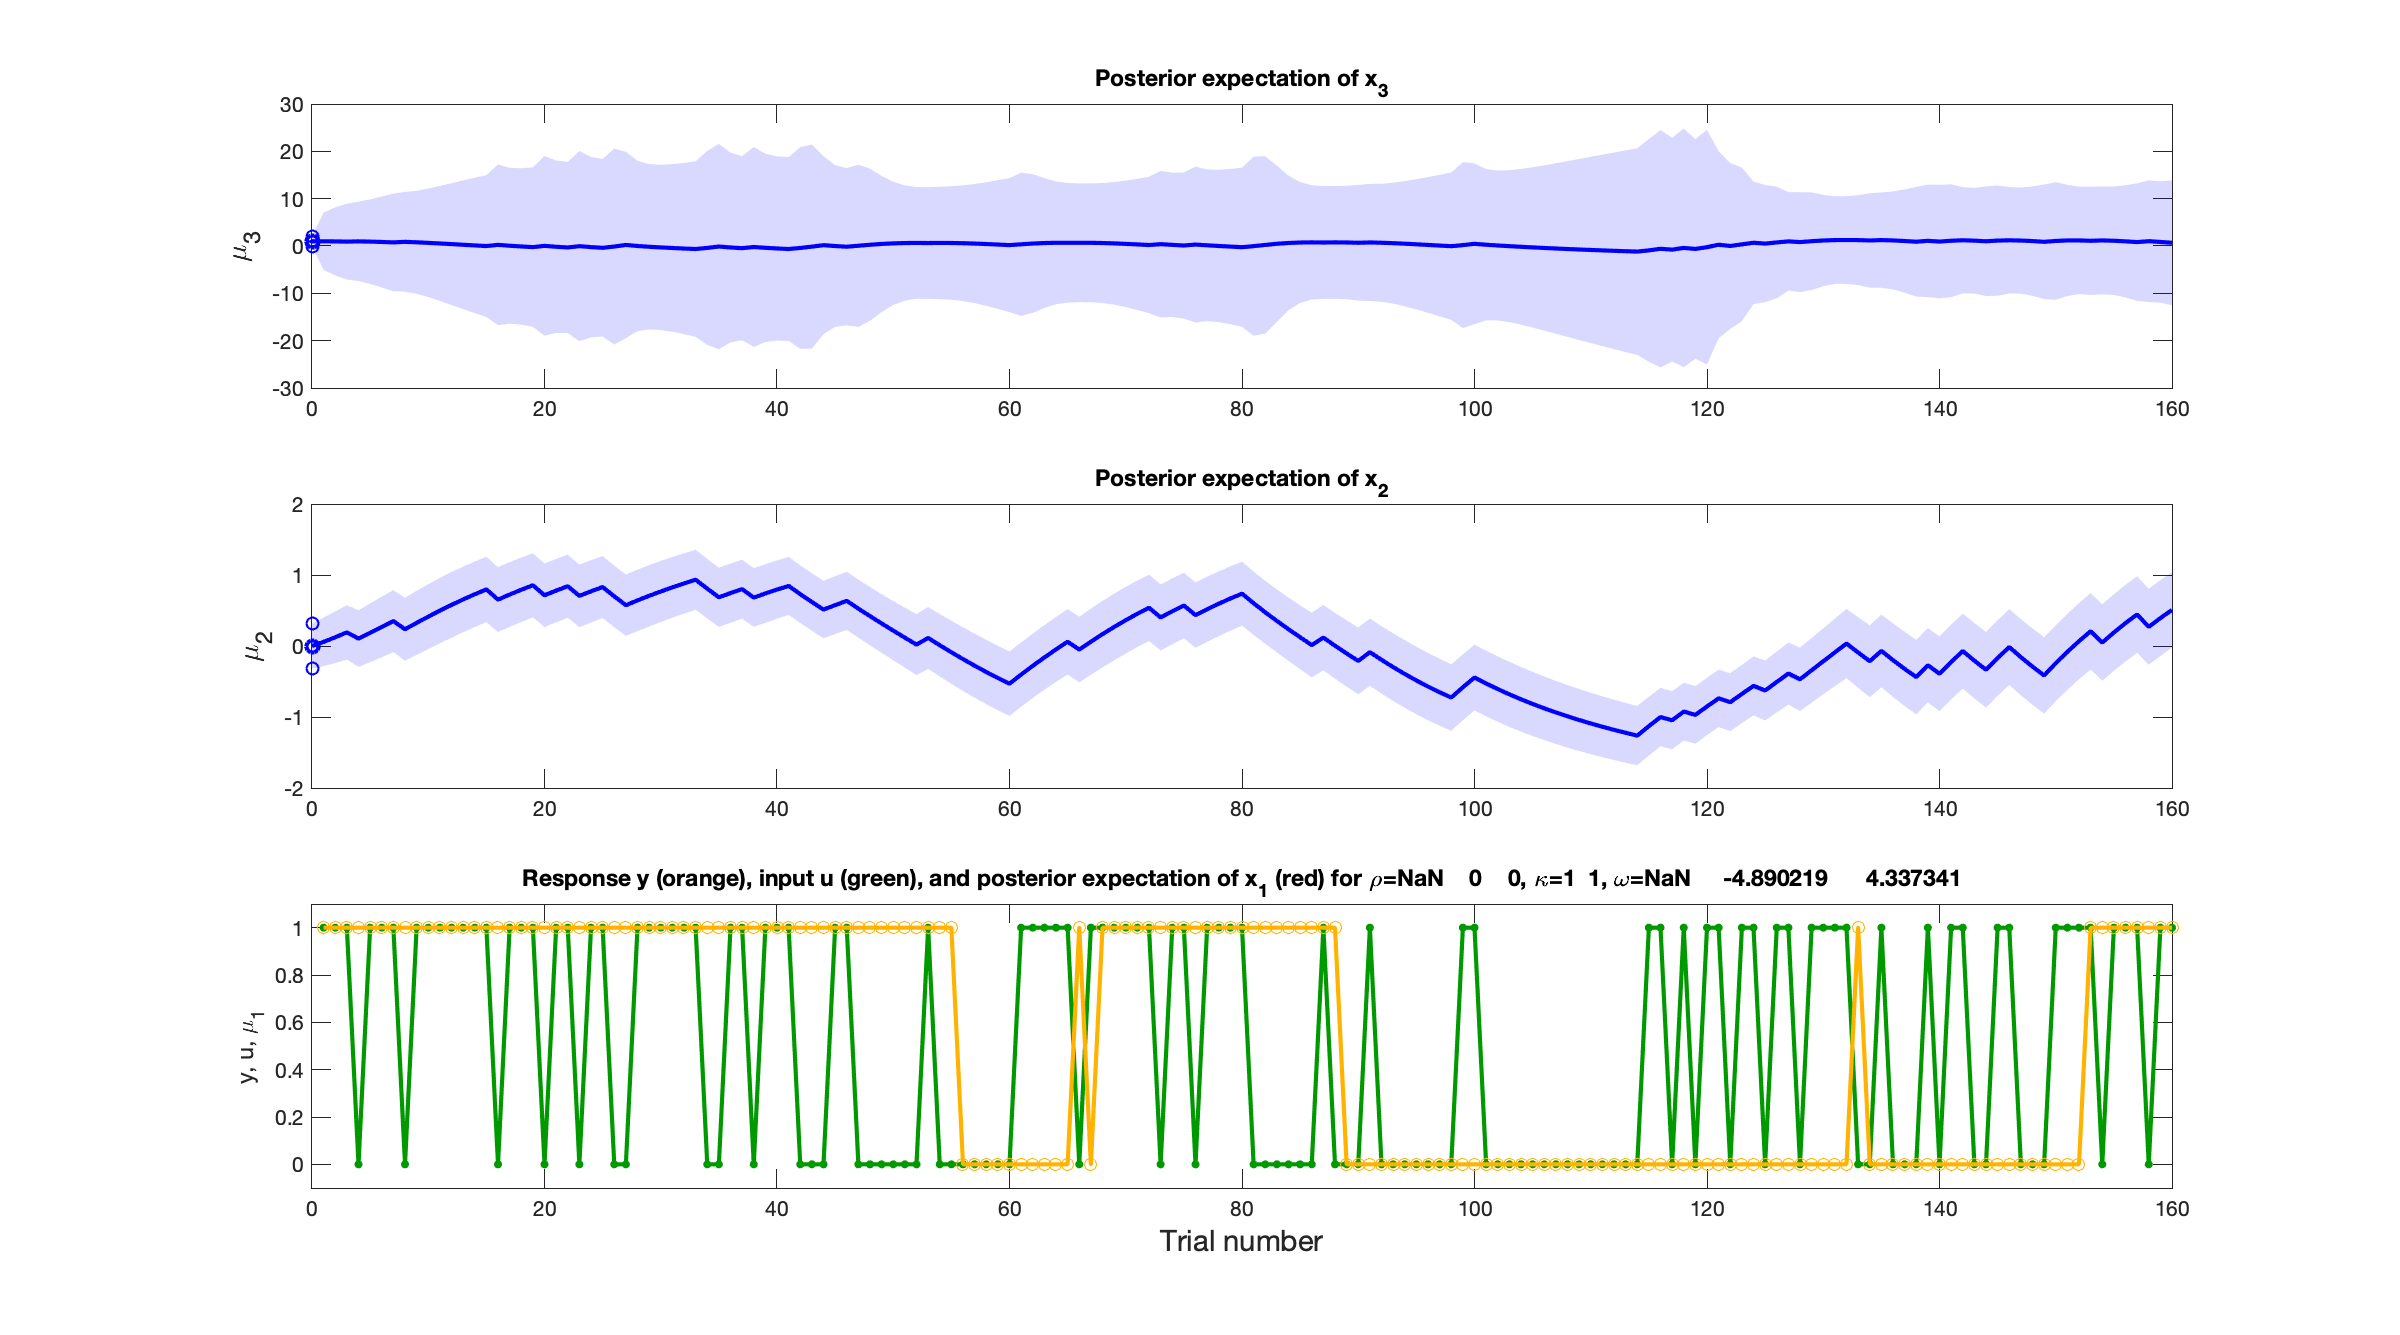 Posterior expectation of x3
30
20
10
0
-10
-20
-30
μ3
0 20 40 60 80 100 120 140 160
Posterior expectation of x2
2
1
0
-1
-2
μ2
0 20 40 60 80 100 120 140 160
Response y (orange), input u (green), and posterior expectation of x1 (red) for ρ=NaN 0 0, κ=1 1, ω=NaN -4.890219 4.337341
1
0.8
0.6
0.4
0.2
0
y, u, μ1
0 20 40 60 80 100 120 140 160
Trial number